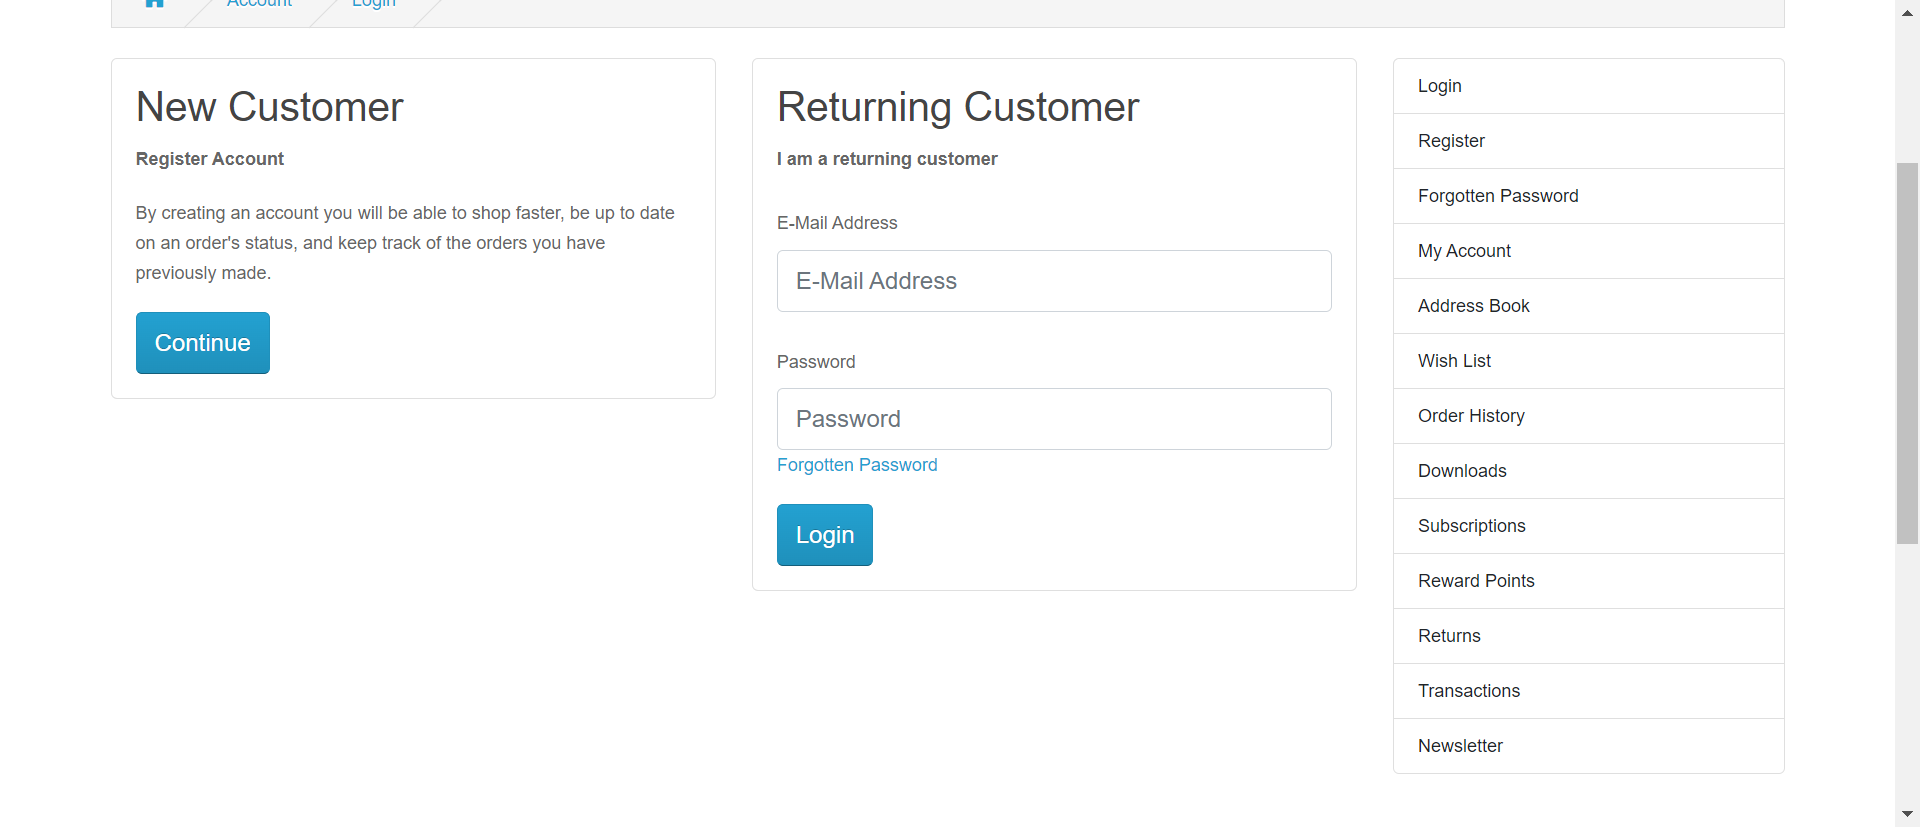 Account
Login
New Customer
Register Account
By creating an account you will be able to shop faster, be up to date
on an order's status, and keep track of the orders you have
previously made.
Continue
Returning Customer
I am a returning customer
E-Mail Address
E-Mail Address
Password
Password
Forgotten Password
Login
Login
Register
Forgotten Password
My Account
Address Book
Wish List
Order History
Downloads
Subscriptions
Reward Points
Returns
Transactions
Newsletter